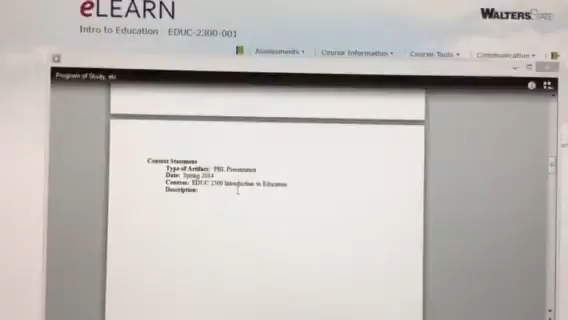 eLEARN
WALTERS STATE
Intro to Education EDUC-2300-001
Assessments
Course Information
Course Tools
Communication
Program of Study, etc
Context Statement
Type of Artifact: PBL Presentation
Date: Spring 2014
Course: EDUC 2300 Introduction to Education
Description: